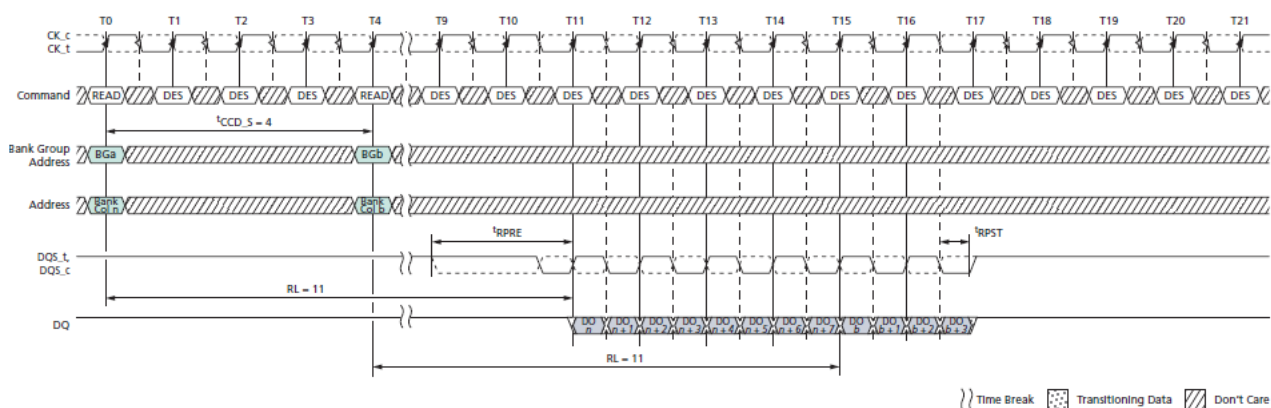 T0 T1 T2 T3 T4 T9 T10 T11 T12 T13 T14 T15 T16 T17 T18 T19 T20 T21
CK_c
CK_t
Command READ DES DES DES READ DES DES DES DES DES DES DES DES DES DES DES DES DES
tCCD_S = 4
Bank Group
Address
BGa BGb
Address
Bank
Col n
Bank
Col b
tRPRE tRPST
DQS_t,
DQS_c
RL = 11
DQ
DO
n
DO
n + 1
DO
n + 2
DO
n + 3
DO
n + 4
DO
n + 5
DO
n + 6
DO
n + 7
DO
b
DO
b + 1
DO
b + 2
DO
b + 3
RL = 11
Time Break Transitioning Data Don't Care